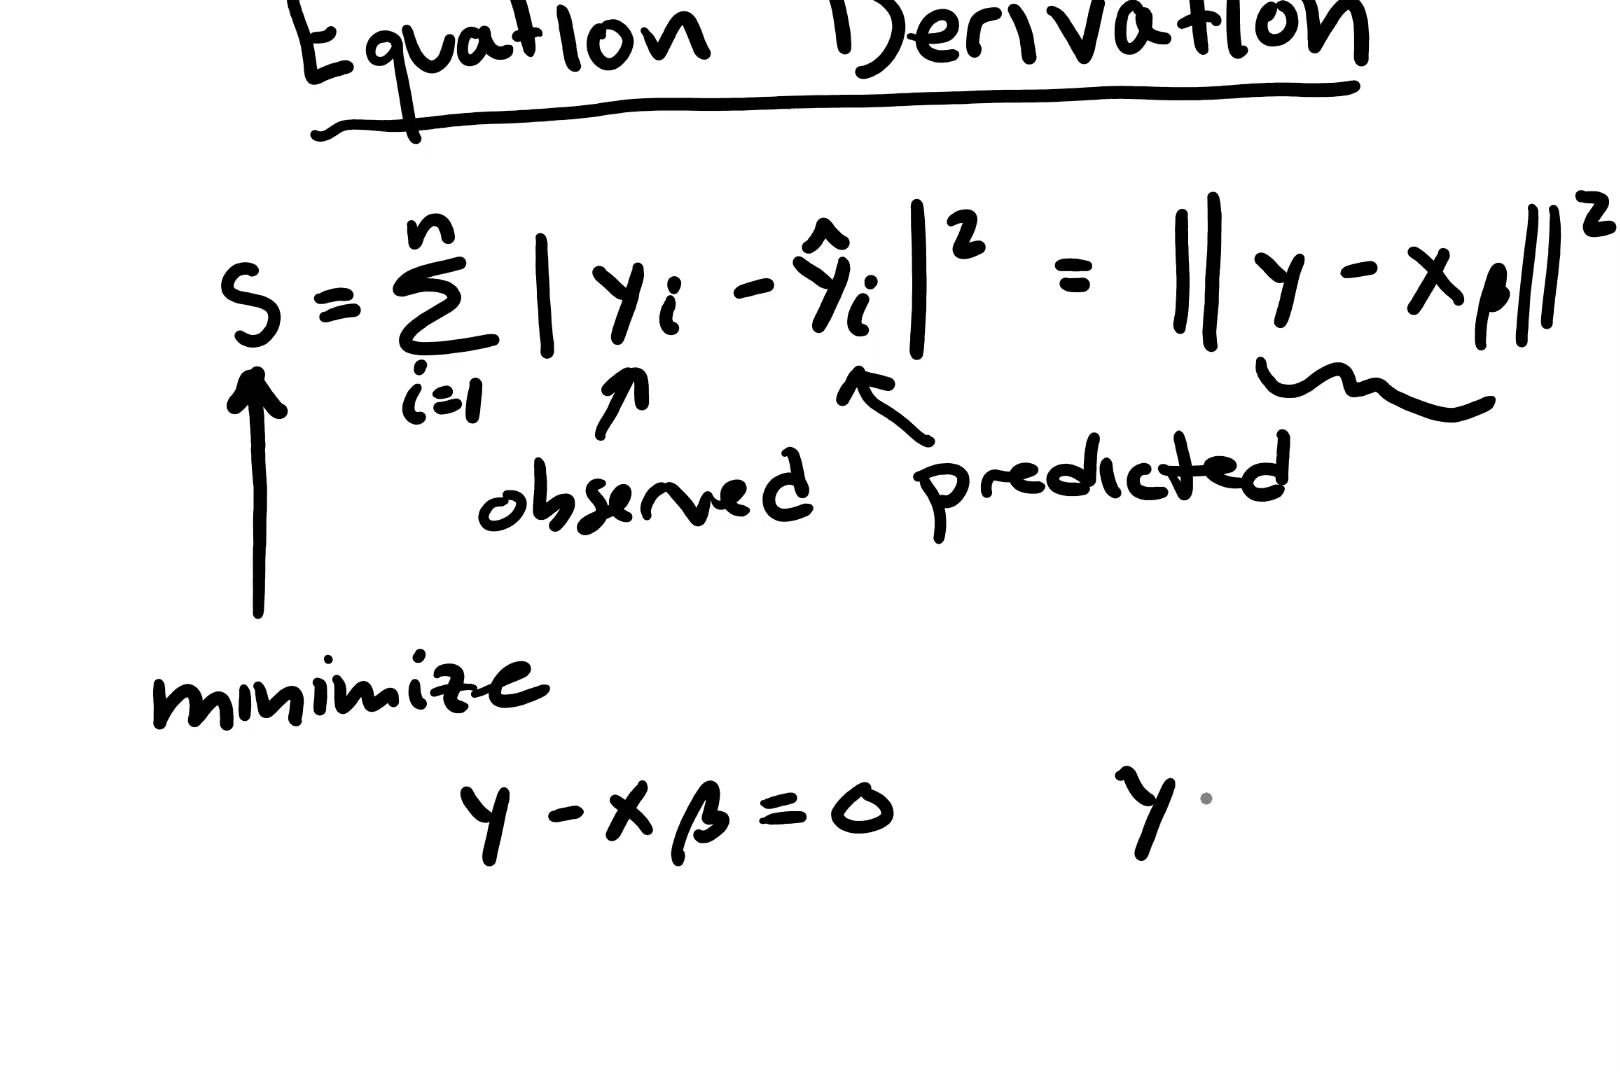 Equation Derivation
S = Σ_{i=1}^{n} | y_i - ŷ_i |² = || y - xβ ||²
observed predicted
minimize
y - xβ = 0 y